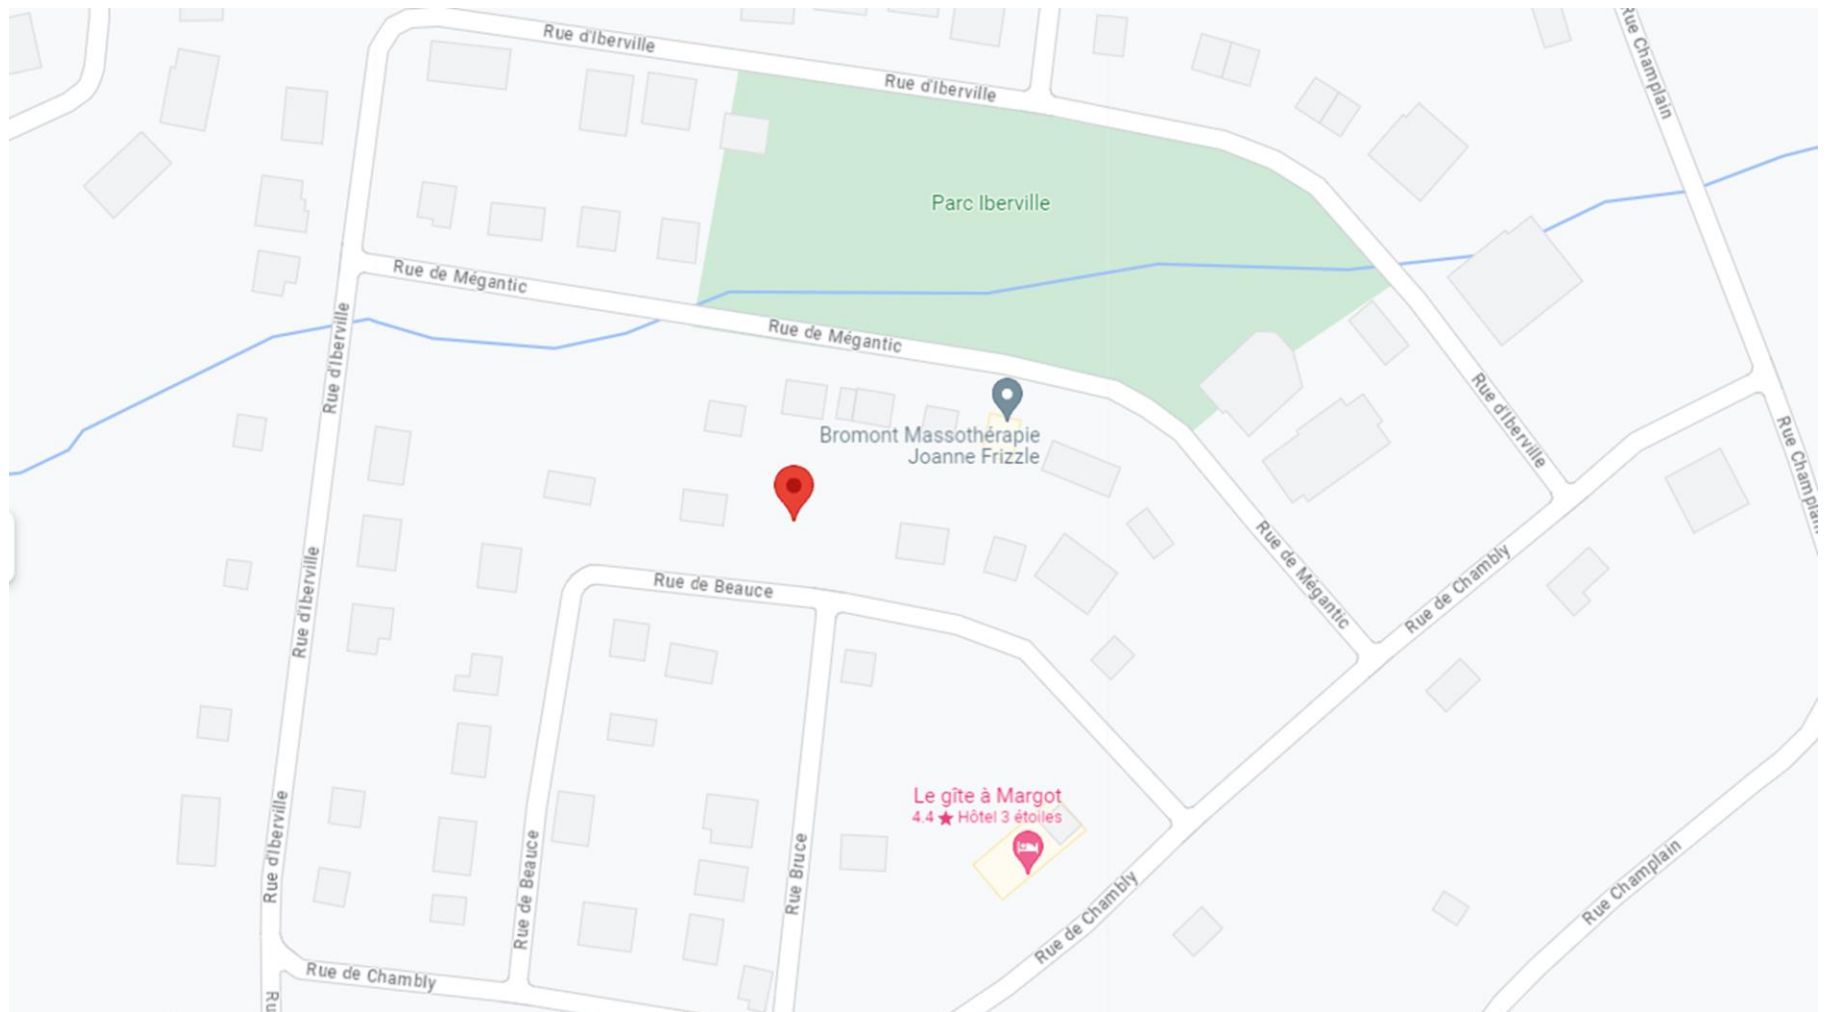 Rue d'Iberville
Rue d'Iberville
Rue Champlain
Parc Iberville
Rue de Mégantic
Rue de Mégantic
Rue d'Iberville
Bromont Massothérapie
Joanne Frizzle
Rue d'Iberville
Rue Champlain
Rue d'Iberville
Rue de Beauce
Rue de Mégantic
Rue de Chambly
Le gîte à Margot
4.4 ★ Hôtel 3 étoiles
Rue d'Iberville
Rue de Beauce
Rue Bruce
Rue de Chambly
Rue Champlain
Rue de Chambly
Ru